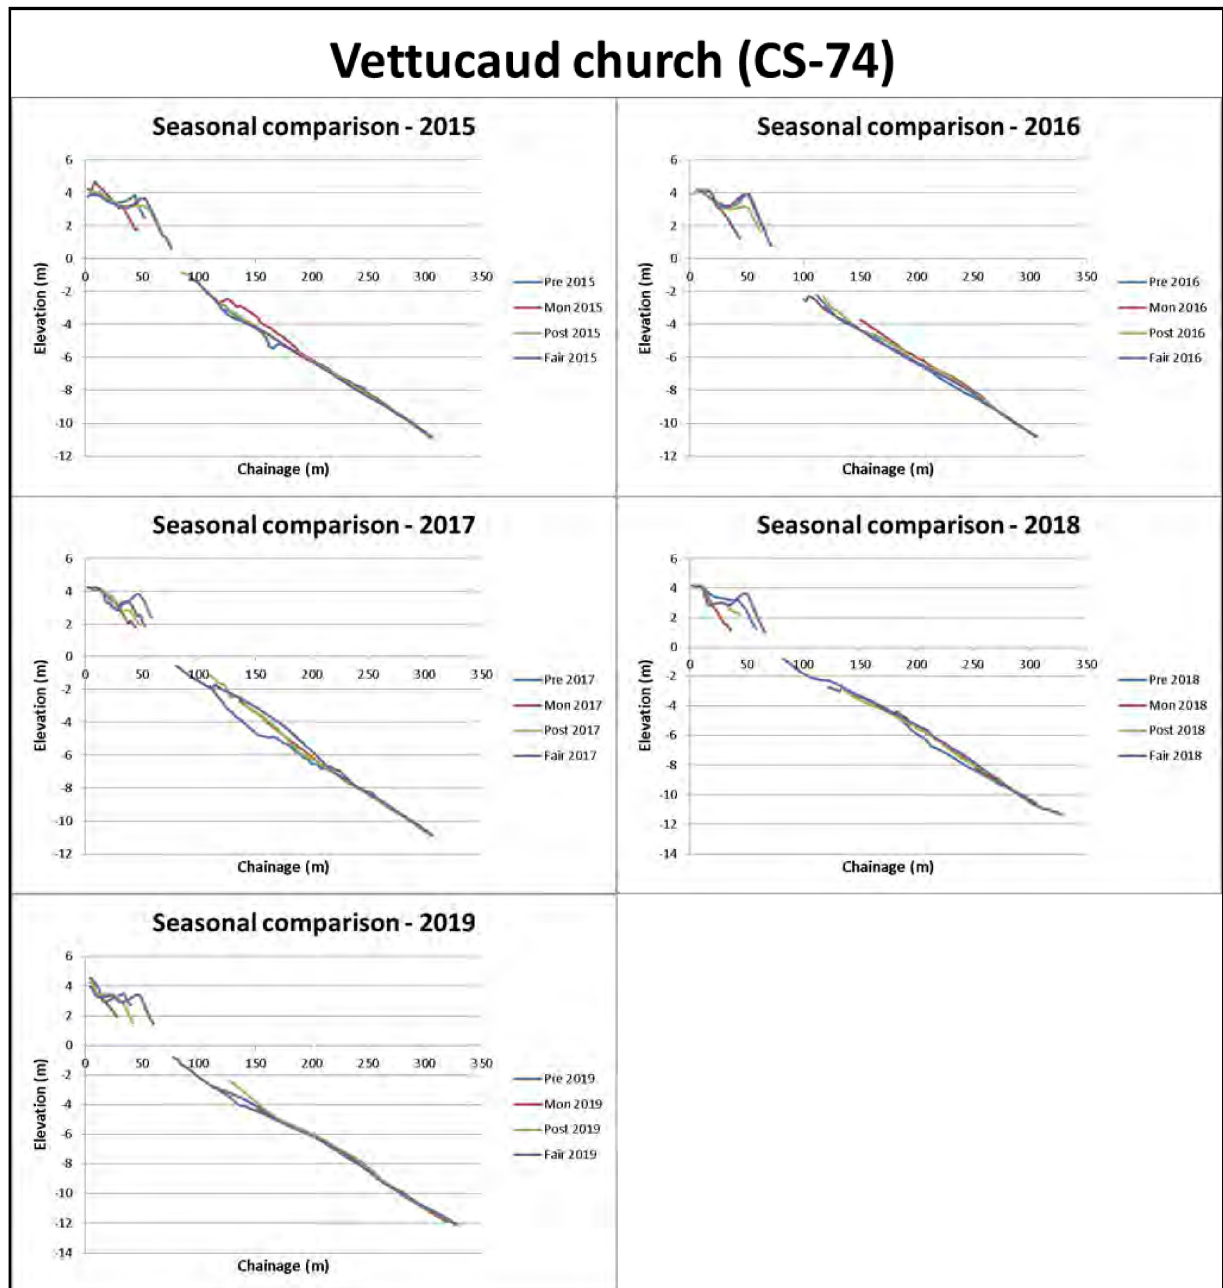 Vettucaud church (CS-74)
Seasonal comparison - 2015
6
4
2
0
-2
-4
-6
-8
-10
-12
0 50 100 150 200 250 300 350
Elevation (m)
Chainage (m)
Pre 2015
Mon 2015
Post 2015
Fair 2015
Seasonal comparison - 2016
6
4
2
0
-2
-4
-6
-8
-10
-12
0 50 100 150 200 250 300 350
Elevation (m)
Chainage (m)
Pre 2016
Mon 2016
Post 2016
Fair 2016
Seasonal comparison - 2017
6
4
2
0
-2
-4
-6
-8
-10
-12
0 50 100 150 200 250 300 350
Elevation (m)
Chainage (m)
Pre 2017
Mon 2017
Post 2017
Fair 2017
Seasonal comparison - 2018
6
4
2
0
-2
-4
-6
-8
-10
-12
-14
0 50 100 150 200 250 300 350
Elevation (m)
Chainage (m)
Pre 2018
Mon 2018
Post 2018
Fair 2018
Seasonal comparison - 2019
6
4
2
0
-2
-4
-6
-8
-10
-12
-14
0 50 100 150 200 250 300 350
Elevation (m)
Chainage (m)
Pre 2019
Mon 2019
Post 2019
Fair 2019